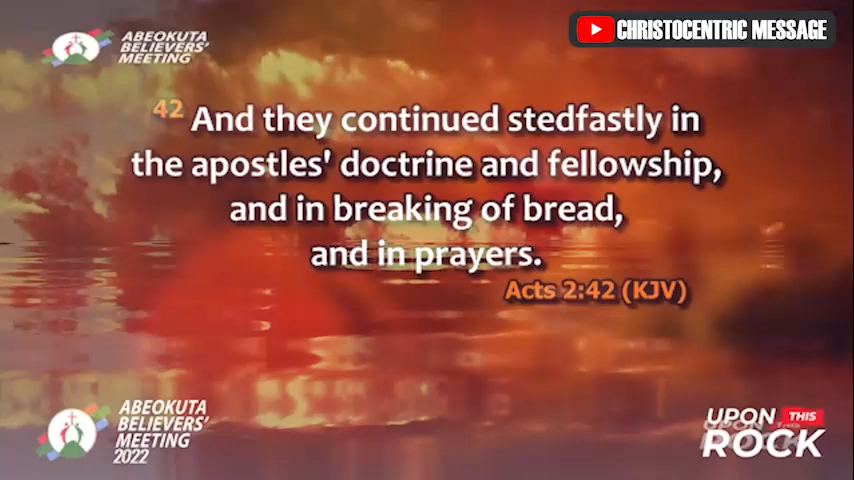 ABEOKUTA
BELIEVERS'
MEETING
CHRISTOCENTRIC MESSAGE
42 And they continued stedfastly in
the apostles' doctrine and fellowship,
and in breaking of bread,
and in prayers.
Acts 2:42 (KJV)
ABEOKUTA
BELIEVERS'
MEETING
2022
UPON THIS
ROCK